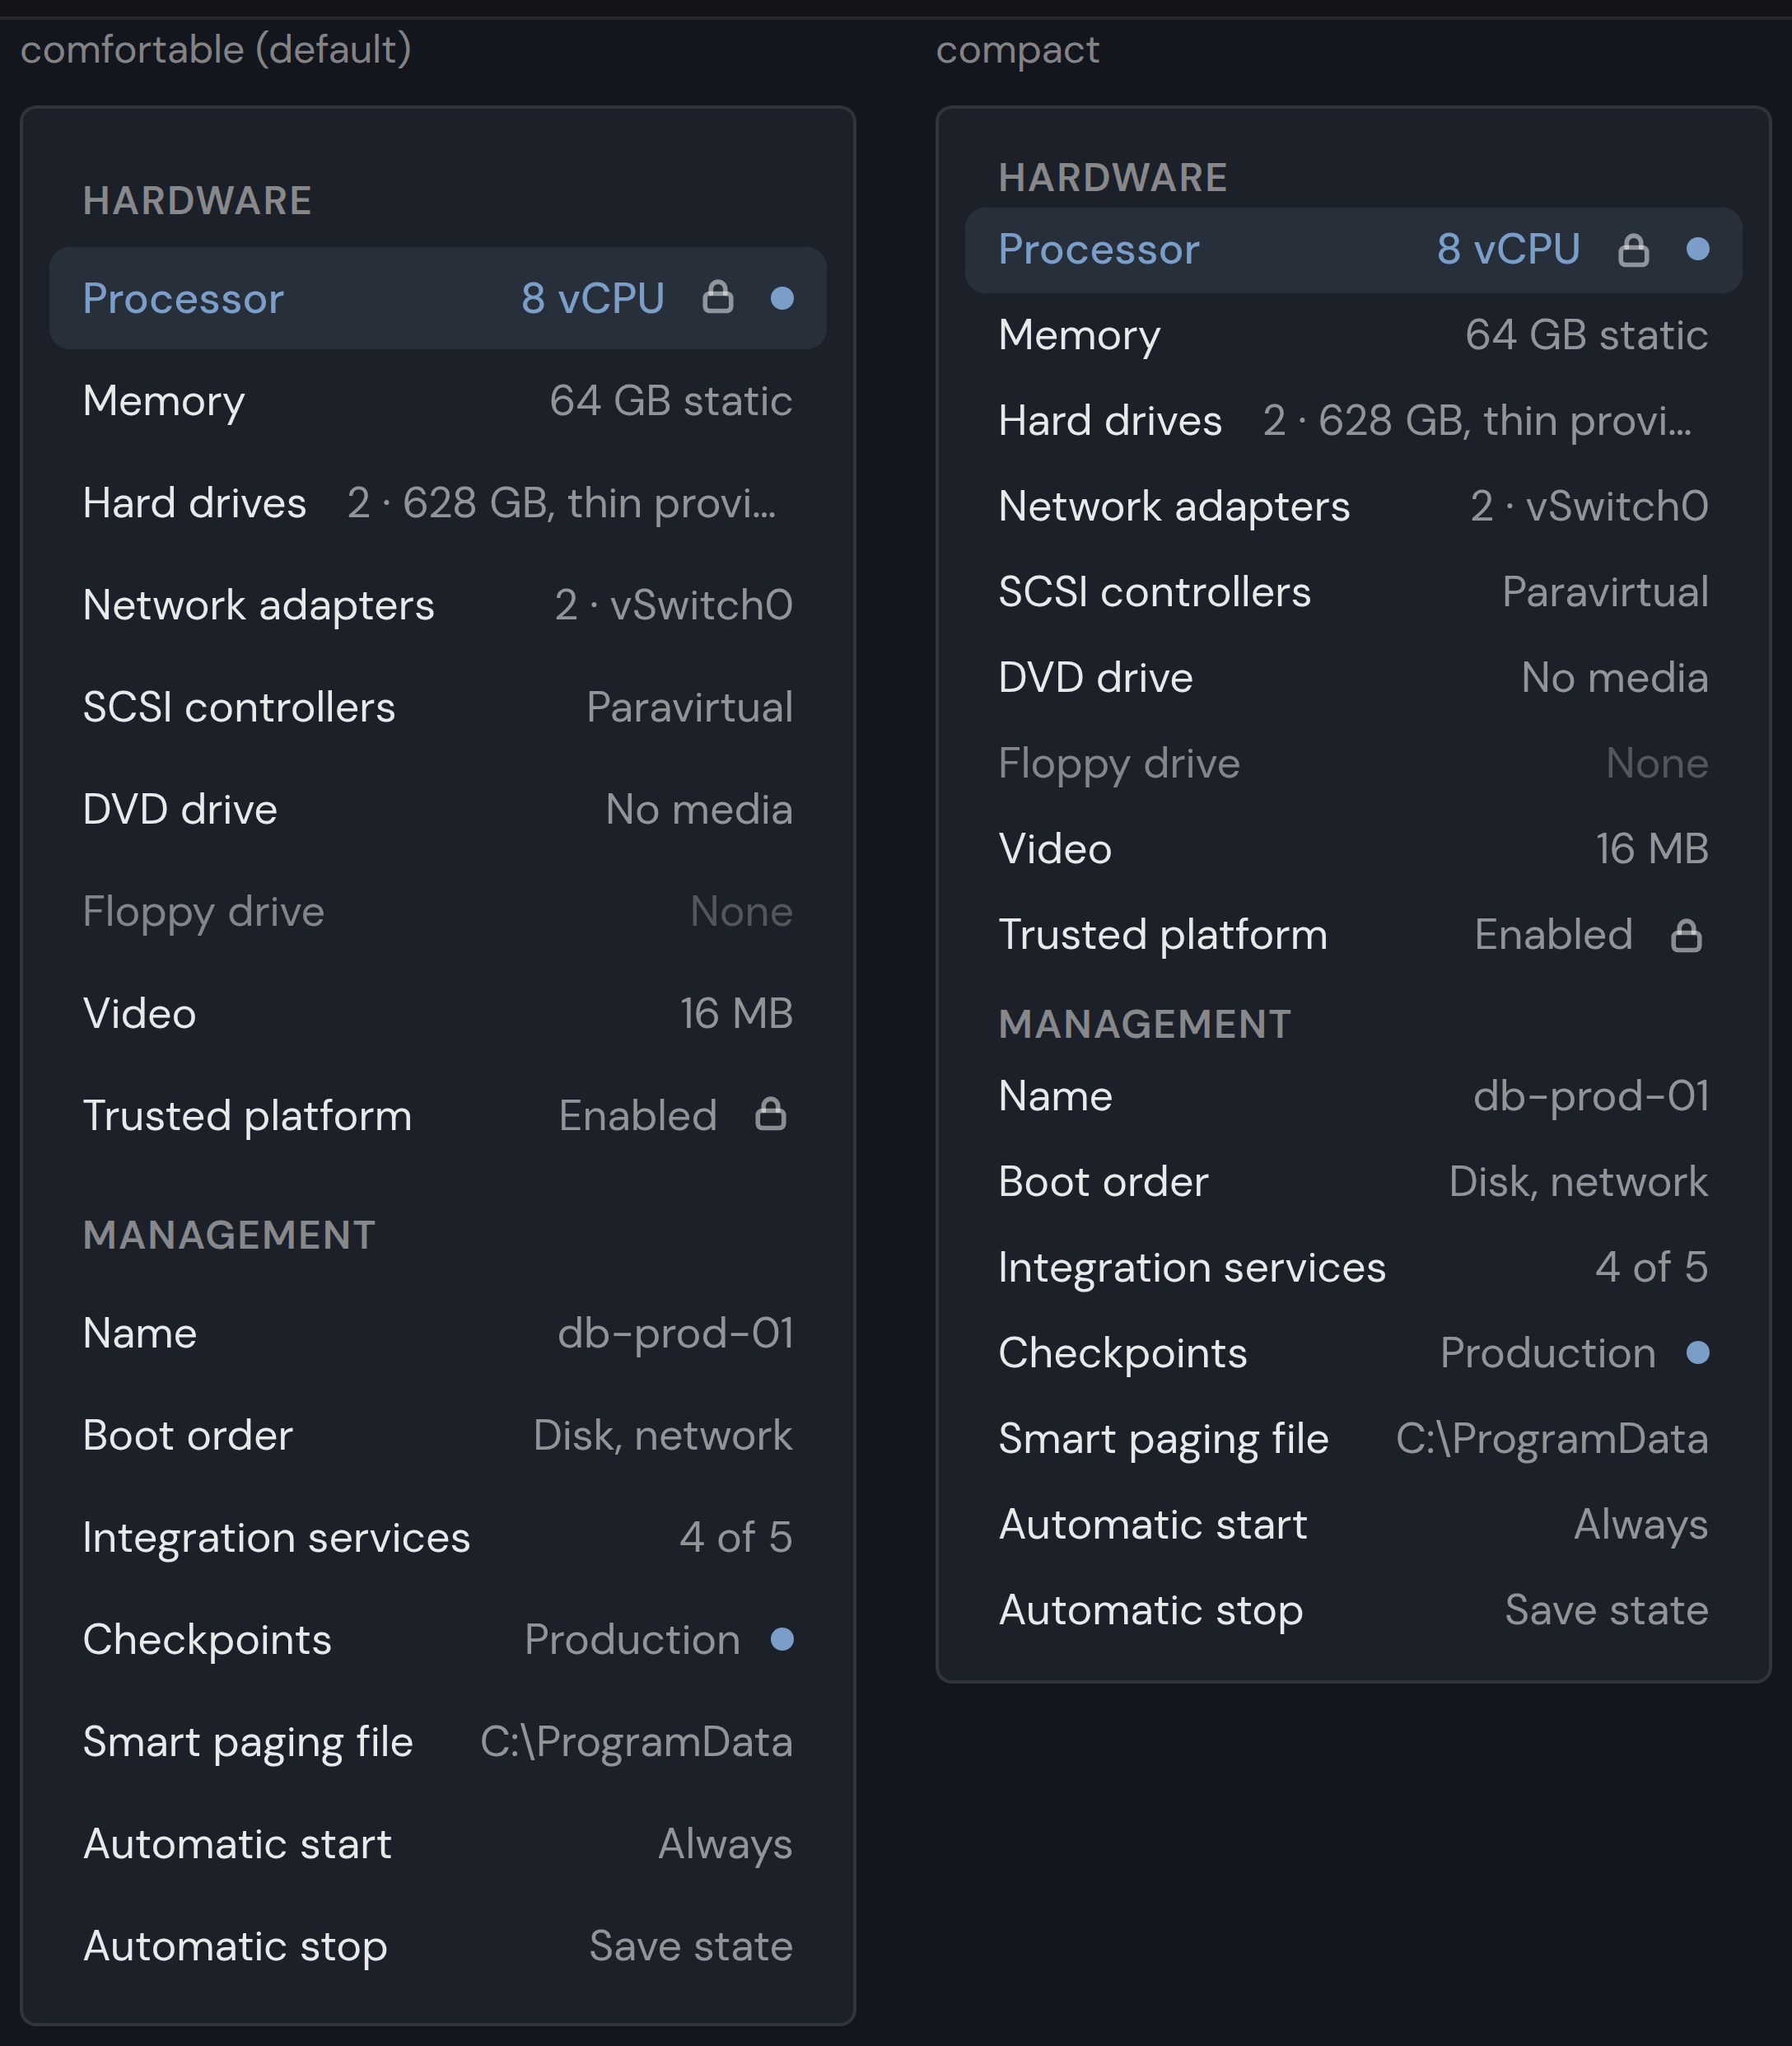 comfortable (default)
HARDWARE
Processor 8 vCPU
Memory 64 GB static
Hard drives 2 · 628 GB, thin provi...
Network adapters 2 · vSwitch0
SCSI controllers Paravirtual
DVD drive No media
Floppy drive None
Video 16 MB
Trusted platform Enabled
MANAGEMENT
Name db-prod-01
Boot order Disk, network
Integration services 4 of 5
Checkpoints Production
Smart paging file C:\ProgramData
Automatic start Always
Automatic stop Save state
compact
HARDWARE
Processor 8 vCPU
Memory 64 GB static
Hard drives 2 · 628 GB, thin provi...
Network adapters 2 · vSwitch0
SCSI controllers Paravirtual
DVD drive No media
Floppy drive None
Video 16 MB
Trusted platform Enabled
MANAGEMENT
Name db-prod-01
Boot order Disk, network
Integration services 4 of 5
Checkpoints Production
Smart paging file C:\ProgramData
Automatic start Always
Automatic stop Save state